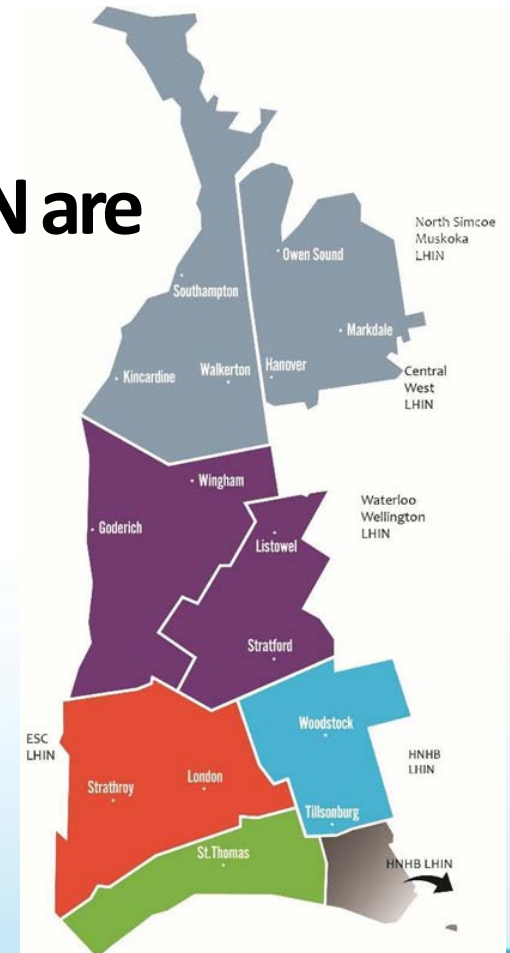 N are
North Simcoe
Muskoka
LHIN
Owen Sound
Southampton
Markdale
Kincardine
Walkerton
Hanover
Central
West
LHIN
Wingham
Waterloo
Wellington
LHIN
Goderich
Listowel
Stratford
ESC
LHIN
Woodstock
HNHB
LHIN
London
Strathroy
Tillsonburg
St.Thomas
HNHB LHIN